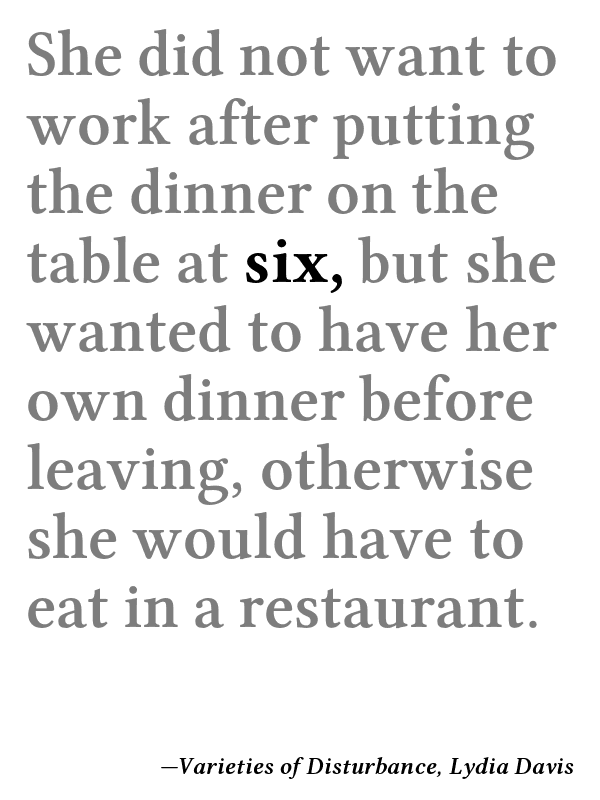 She did not want to
work after putting
the dinner on the
table at six, but she
wanted to have her
own dinner before
leaving, otherwise
she would have to
eat in a restaurant.
—Varieties of Disturbance, Lydia Davis